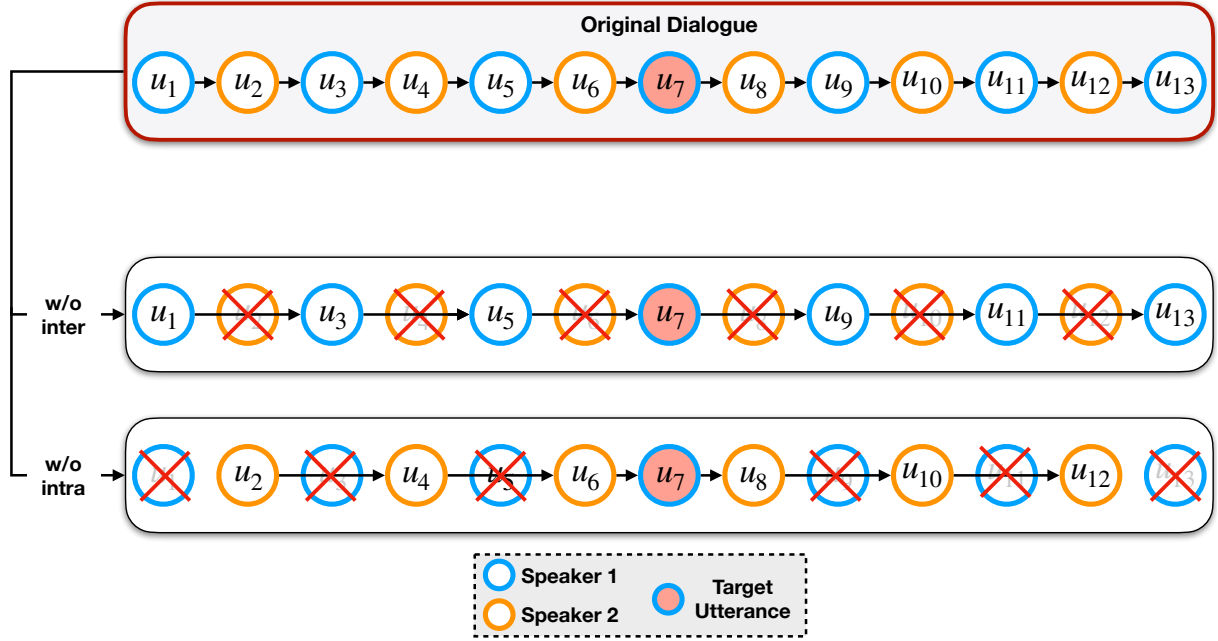 Original Dialogue
u₁ u₂ u₃ u₄ u₅ u₆ u₇ u₈ u₉ u₁₀ u₁₁ u₁₂ u₁₃
w/o
inter
u₁ u₃ u₅ u₇ u₉ u₁₁ u₁₃
w/o
intra
u₂ u₄ u₅ u₆ u₇ u₈ u₁₀ u₁₂
Speaker 1
Speaker 2
Target
Utterance